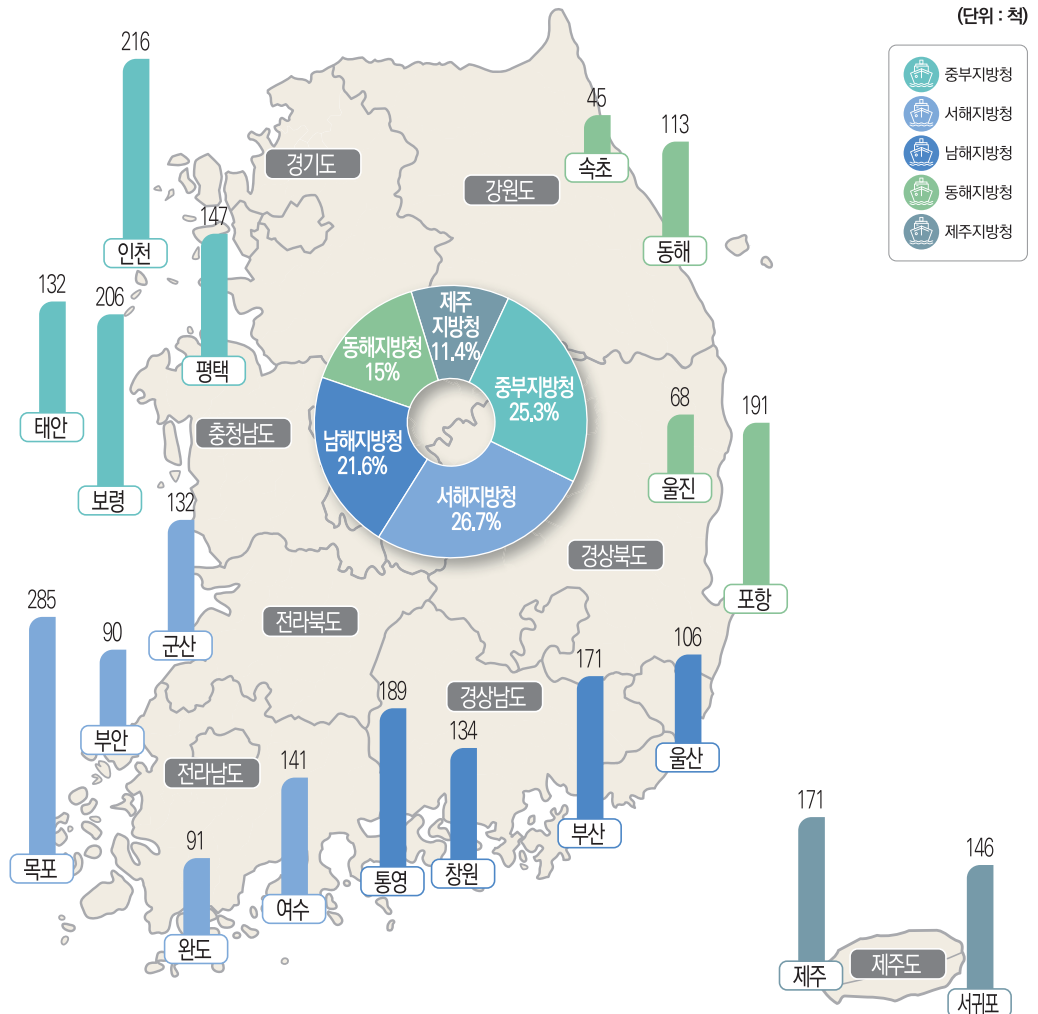 (단위 : 척)
중부지방청
서해지방청
남해지방청
동해지방청
제주지방청
216
인천
경기도
강원도
45
속초
113
동해
147
평택
132
태안
206
보령
충청남도
제주
지방청
11.4%
동해지방청
15%
중부지방청
25.3%
남해지방청
21.6%
서해지방청
26.7%
68
울진
191
포항
경상북도
132
군산
285
목포
90
부안
전라북도
경상남도
106
울산
171
부산
189
통영
134
창원
전라남도
141
여수
91
완도
171
제주
146
서귀포
제주도